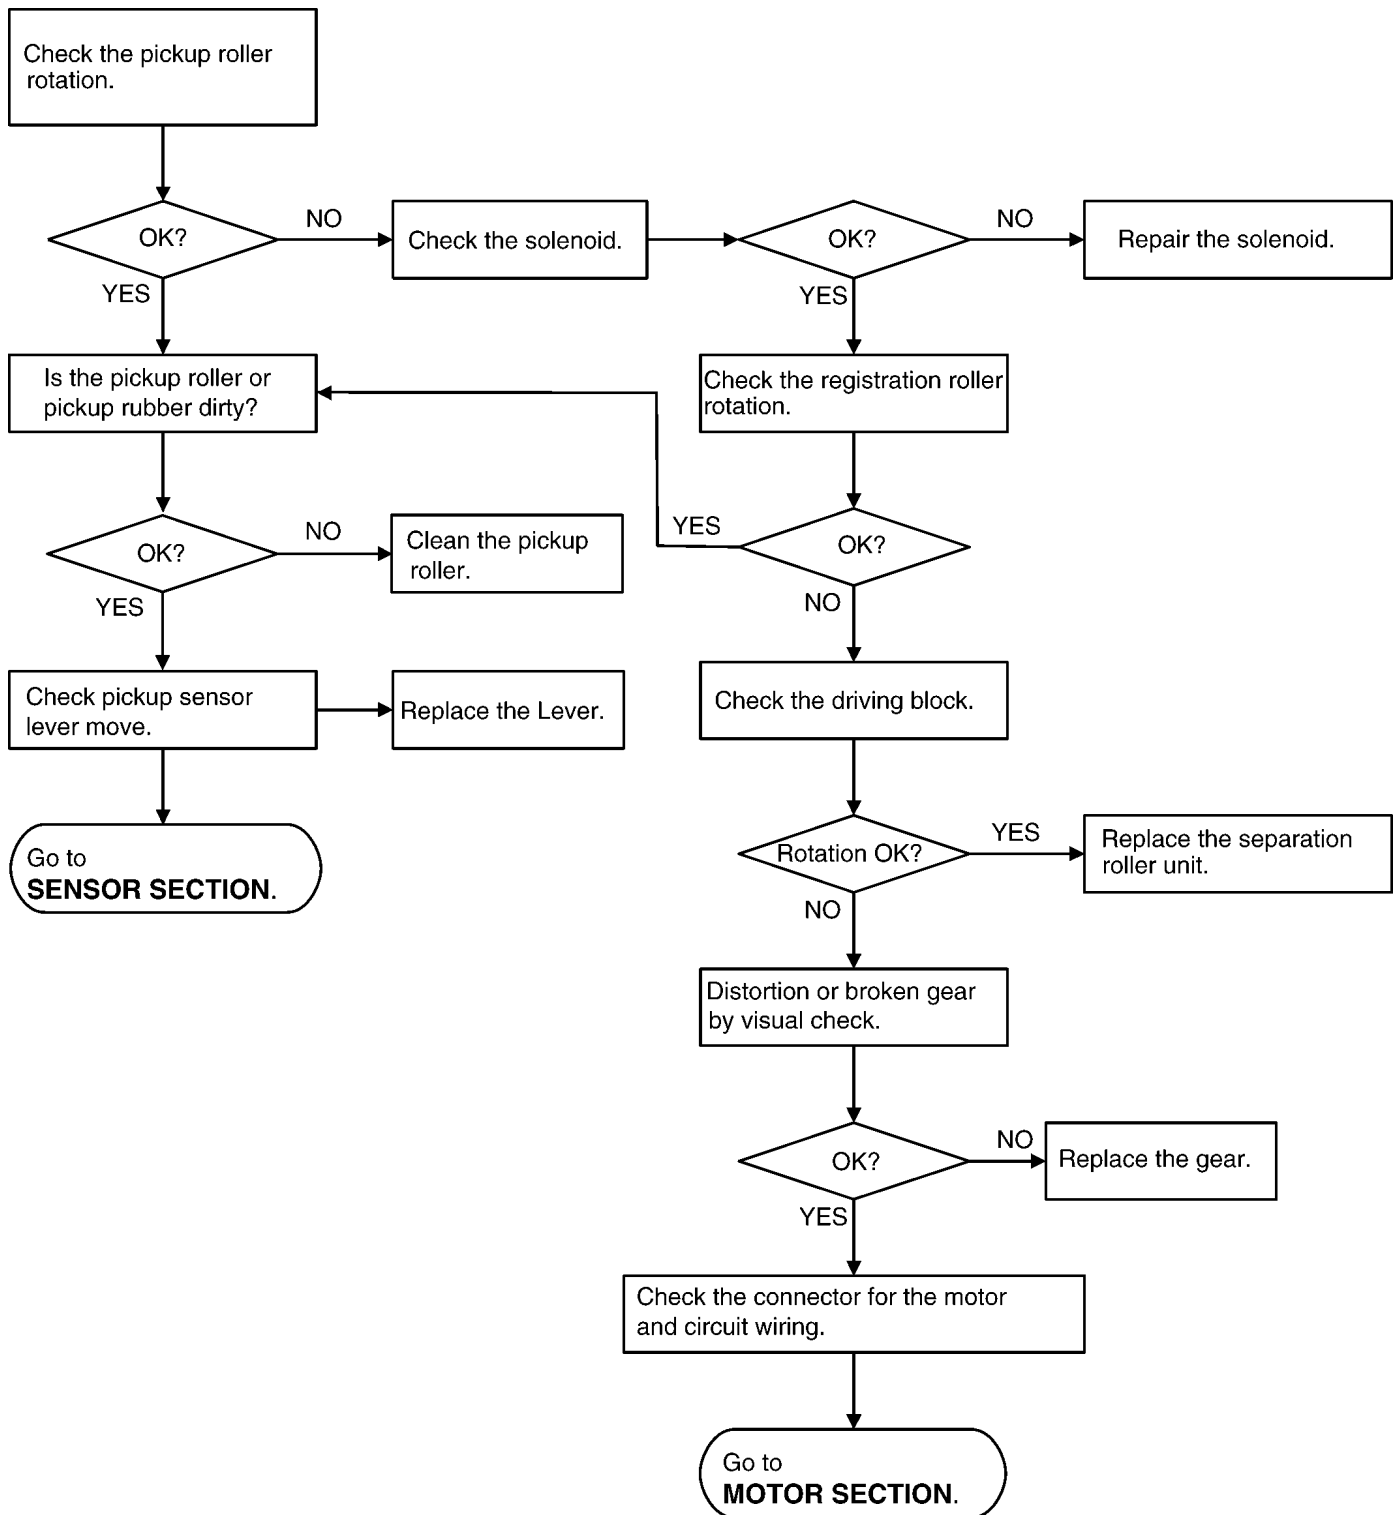 Check the pickup roller
rotation.
OK?
NO
Check the solenoid.
OK?
NO
Repair the solenoid.
YES
YES
Is the pickup roller or
pickup rubber dirty?
Check the registration roller
rotation.
OK?
NO
Clean the pickup
roller.
YES
OK?
YES
NO
Check pickup sensor
lever move.
Replace the Lever.
Check the driving block.
Go to
SENSOR SECTION.
Rotation OK?
YES
Replace the separation
roller unit.
NO
Distortion or broken gear
by visual check.
OK?
NO
Replace the gear.
YES
Check the connector for the motor
and circuit wiring.
Go to
MOTOR SECTION.